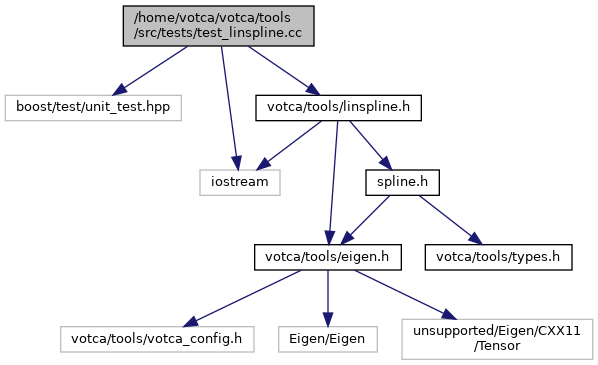 /home/votca/votca/tools
/src/tests/test_linspline.cc
boost/test/unit_test.hpp
votca/tools/linspline.h
iostream
spline.h
votca/tools/eigen.h
votca/tools/types.h
votca/tools/votca_config.h
Eigen/Eigen
unsupported/Eigen/CXX11
/Tensor